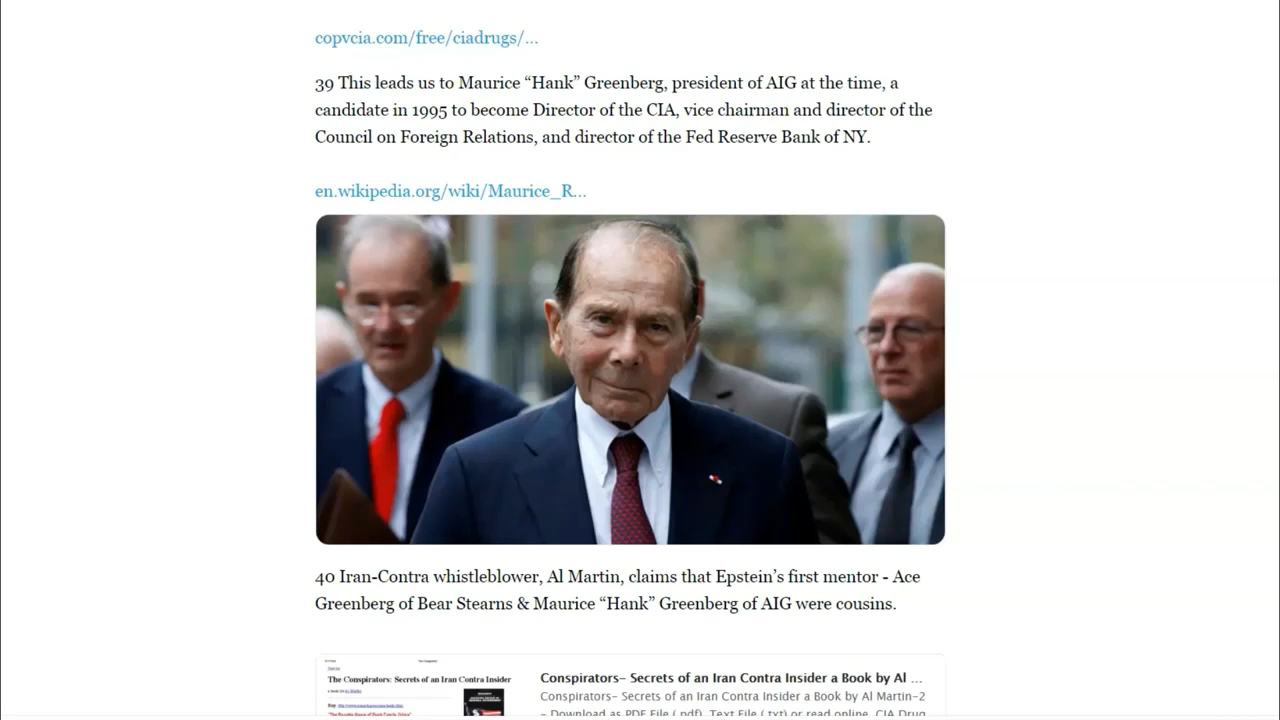 copvcia.com/free/ciadrugs/...
39 This leads us to Maurice “Hank” Greenberg, president of AIG at the time, a
candidate in 1995 to become Director of the CIA, vice chairman and director of the
Council on Foreign Relations, and director of the Fed Reserve Bank of NY.
en.wikipedia.org/wiki/Maurice_R...
40 Iran-Contra whistleblower, Al Martin, claims that Epstein’s first mentor - Ace
Greenberg of Bear Stearns & Maurice “Hank” Greenberg of AIG were cousins.
The Conspirators: Secrets of an Iran Contra Insider
Conspirators– Secrets of an Iran Contra Insider a Book by Al ...
Conspirators– Secrets of an Iran Contra Insider a Book by Al Martin–2
– Download as PDF File (.pdf), Text File (.txt) or read online. CIA Drug